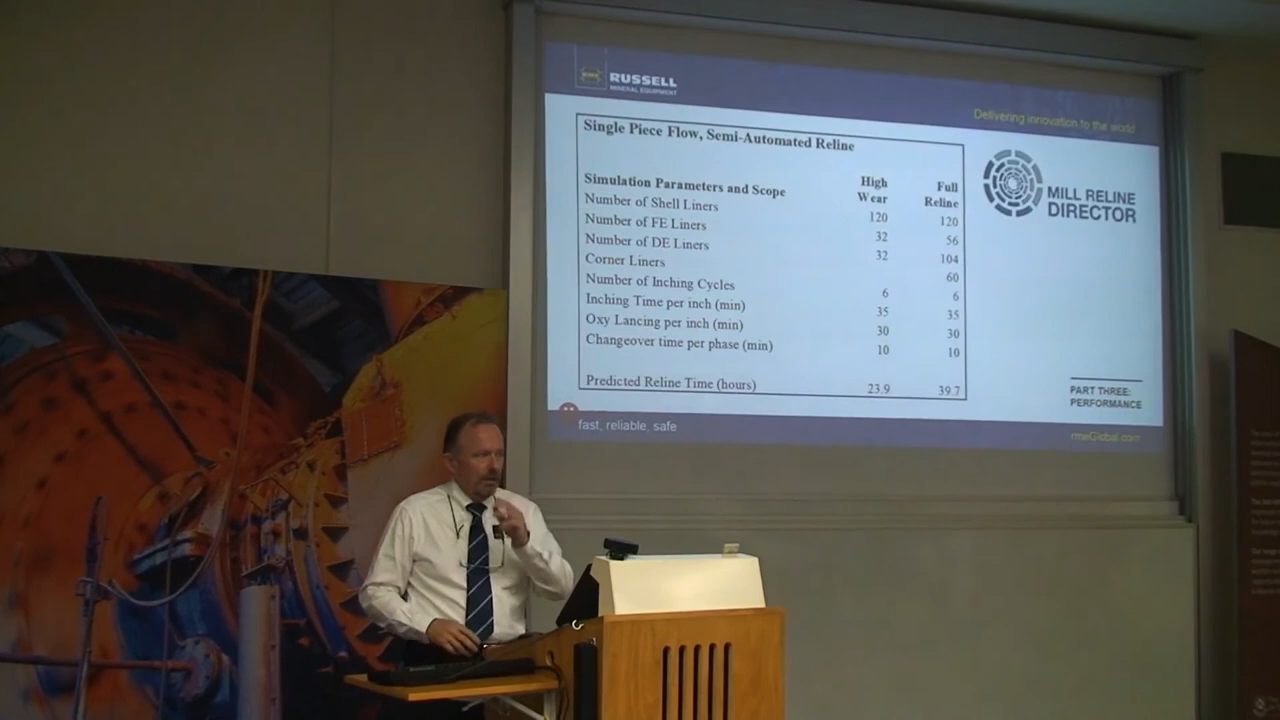 RUSSELL
MINERAL EQUIPMENT
Delivering innovation to the world
Single Piece Flow, Semi-Automated Reline
Simulation Parameters and Scope High Wear Full Reline
Number of Shell Liners 120 120
Number of FE Liners 32 56
Number of DE Liners 32 104
Corner Liners 60
Number of Inching Cycles 6 6
Inching Time per inch (min) 35 35
Oxy Lancing per inch (min) 30 30
Changeover time per phase (min) 10 10
Predicted Reline Time (hours) 23.9 39.7
MILL RELINE
DIRECTOR
PART THREE:
PERFORMANCE
fast, reliable, safe
rmeGlobal.com